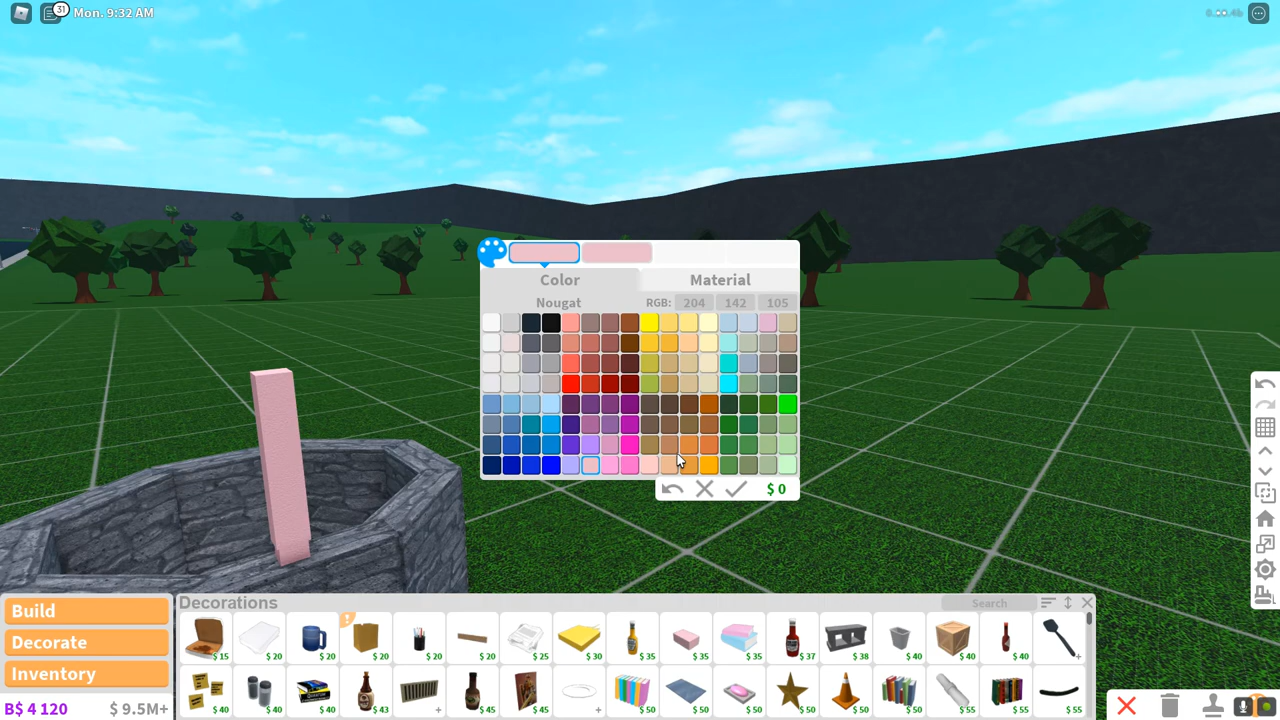 31 Mon. 9:32 AM
Color Material
Nougat RGB: 204 142 105
$ 0
Build
Decorate
Inventory
B$ 4 120 $ 9.5M+
Decorations Search
$ 15 $ 20 $ 20 $ 20 $ 20 $ 20 $ 25 $ 30 $ 35 $ 35 $ 35 $ 37 $ 38 $ 40 $ 40 $ 40 +
$ 40 $ 40 $ 40 $ 43 + $ 45 $ 45 + $ 50 $ 50 $ 50 $ 50 $ 50 $ 50 $ 55 $ 55 $ 55